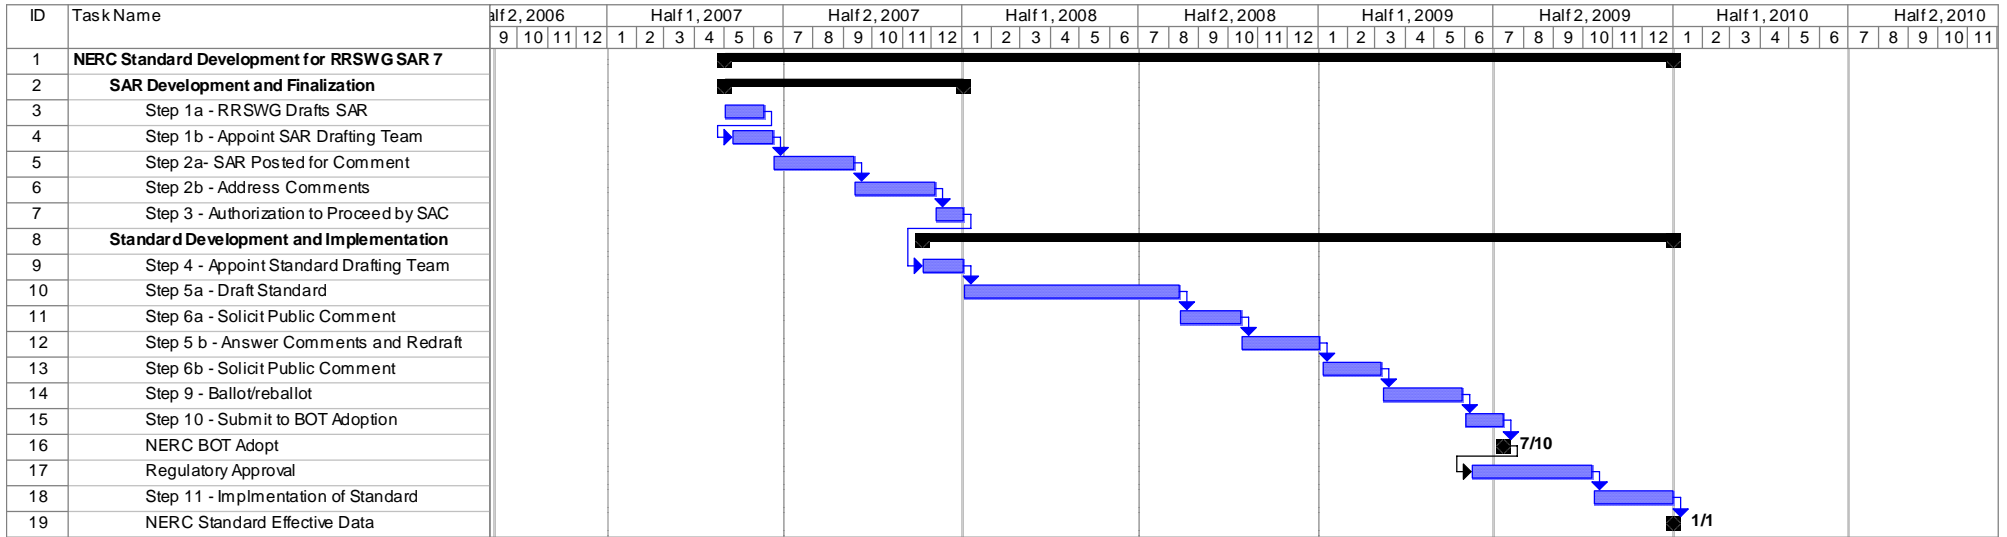 ID Task Name alf 2, 2006 Half 1, 2007 Half 2, 2007 Half 1, 2008 Half 2, 2008 Half 1, 2009 Half 2, 2009 Half 1, 2010 Half 2, 2010
9 10 11 12 1 2 3 4 5 6 7 8 9 10 11 12 1 2 3 4 5 6 7 8 9 10 11 12 1 2 3 4 5 6 7 8 9 10 11 12 1 2 3 4 5 6 7 8 9 10 11
1 NERC Standard Development for RRSWG SAR 7
2 SAR Development and Finalization
3 Step 1a - RRSWG Drafts SAR
4 Step 1b - Appoint SAR Drafting Team
5 Step 2a- SAR Posted for Comment
6 Step 2b - Address Comments
7 Step 3 - Authorization to Proceed by SAC
8 Standard Development and Implementation
9 Step 4 - Appoint Standard Drafting Team
10 Step 5a - Draft Standard
11 Step 6a - Solicit Public Comment
12 Step 5 b - Answer Comments and Redraft
13 Step 6b - Solicit Public Comment
14 Step 9 - Ballot/reballot
15 Step 10 - Submit to BOT Adoption
16 NERC BOT Adopt 7/10
17 Regulatory Approval
18 Step 11 - Implmentation of Standard
19 NERC Standard Effective Data 1/1